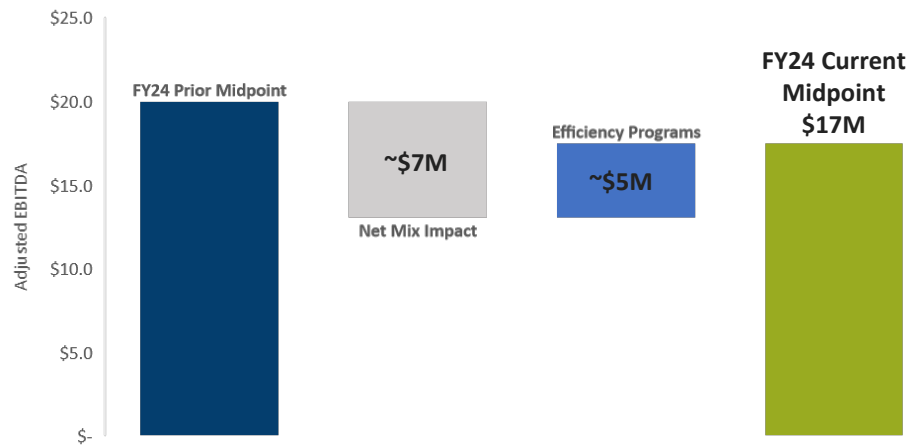 $25.0
$20.0
$15.0
$10.0
$5.0
$-
Adjusted EBITDA
FY24 Prior Midpoint
~$7M
Net Mix Impact
Efficiency Programs
~$5M
FY24 Current
Midpoint
$17M